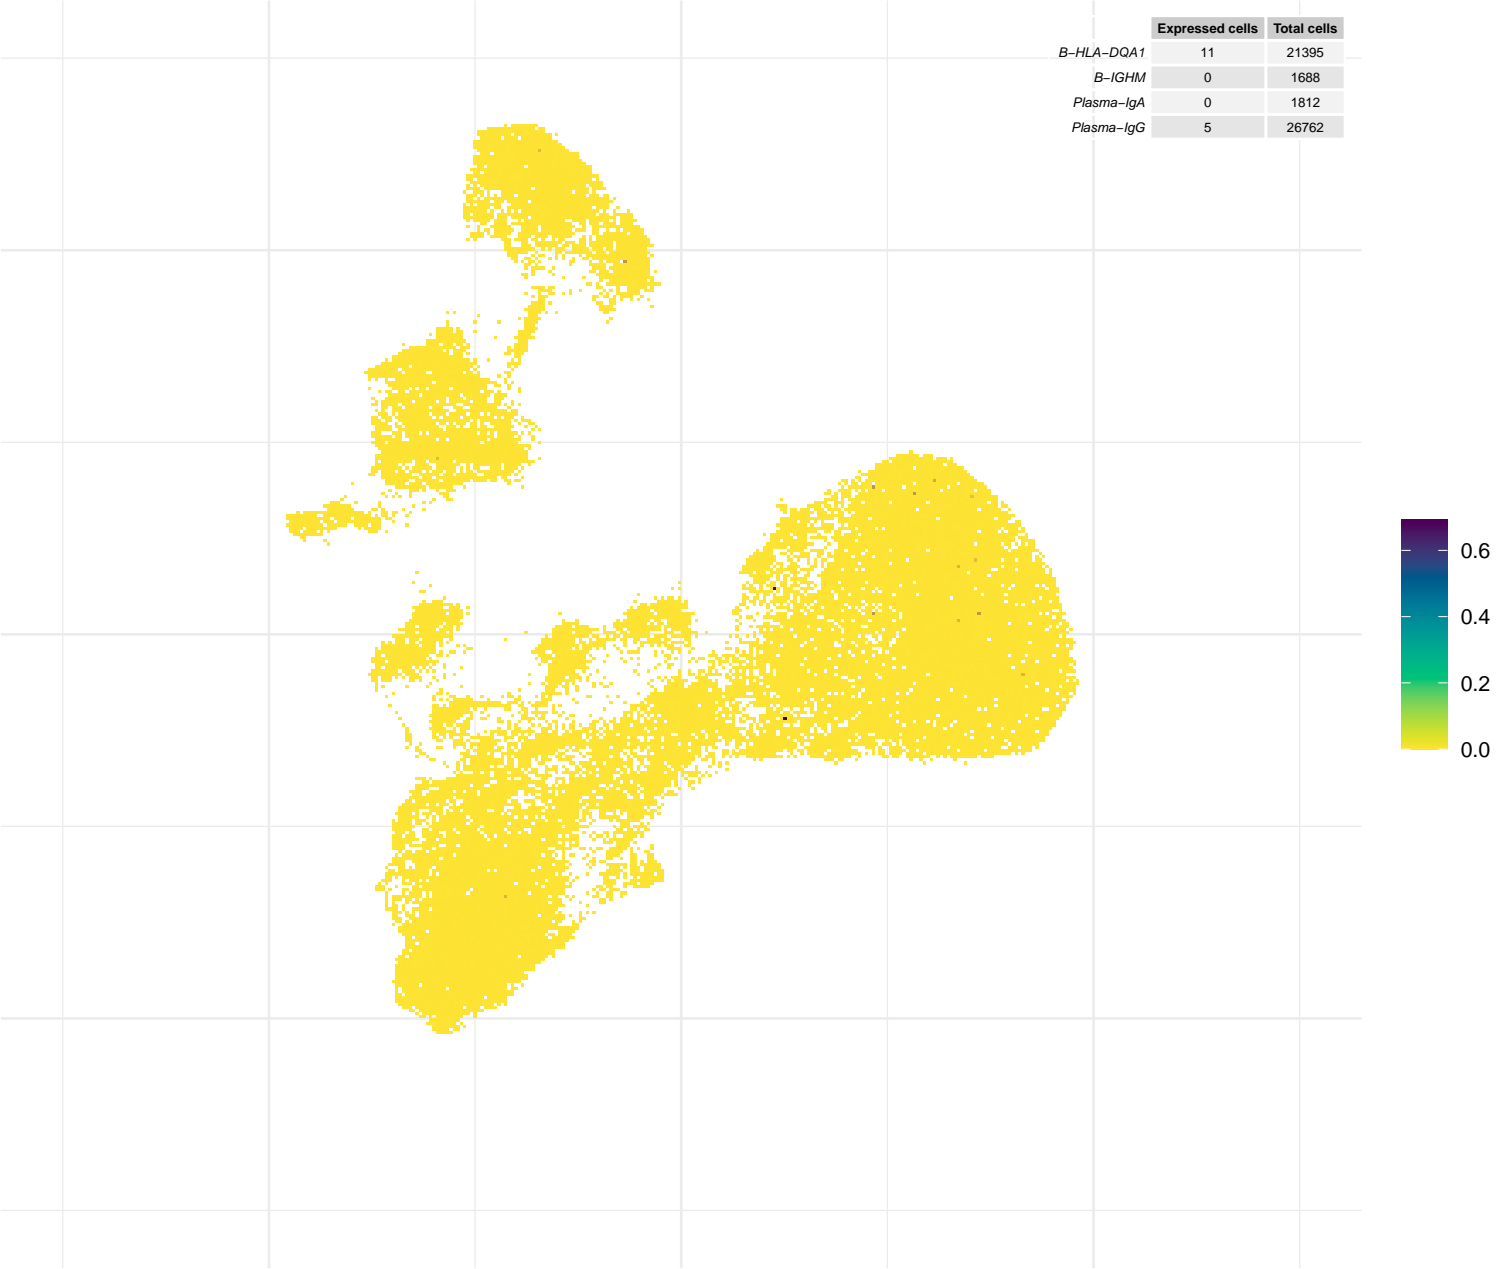 Expressed cells Total cells
B−HLA−DQA1 11 21395
B−IGHM 0 1688
Plasma−IgA 0 1812
Plasma−IgG 5 26762
0.6
0.4
0.2
0.0